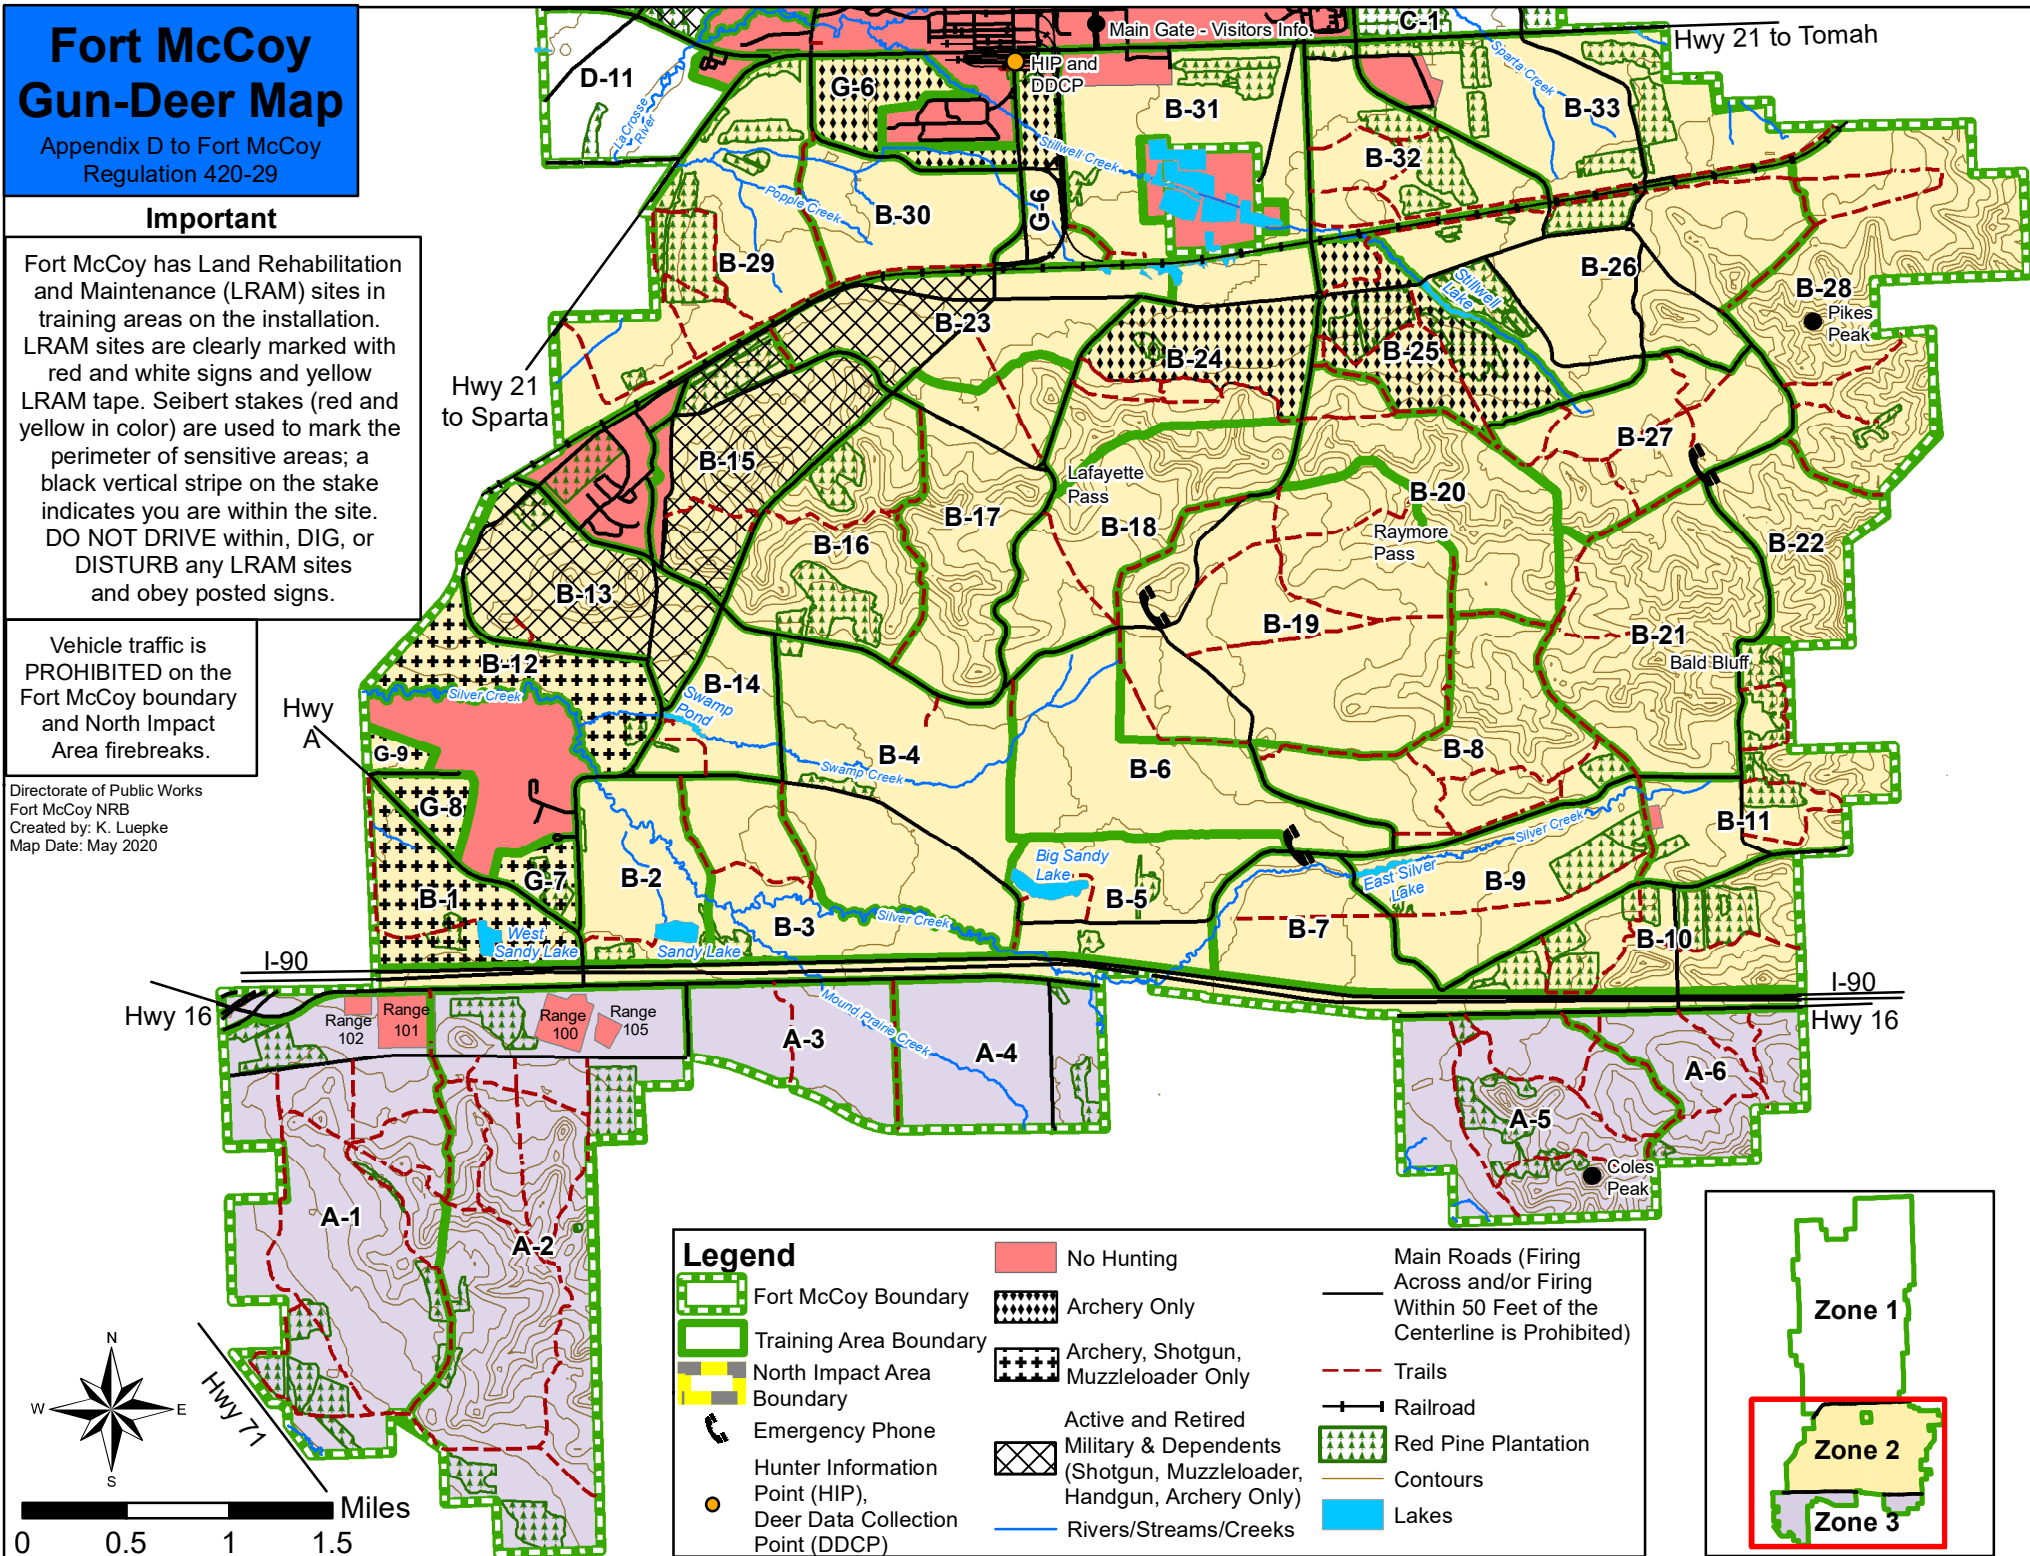 Fort McCoy
Gun-Deer Map
Appendix D to Fort McCoy
Regulation 420-29
Important
Fort McCoy has Land Rehabilitation
and Maintenance (LRAM) sites in
training areas on the installation.
LRAM sites are clearly marked with
red and white signs and yellow
LRAM tape. Seibert stakes (red and
yellow in color) are used to mark the
perimeter of sensitive areas; a
black vertical stripe on the stake
indicates you are within the site.
DO NOT DRIVE within, DIG, or
DISTURB any LRAM sites
and obey posted signs.
Vehicle traffic is
PROHIBITED on the
Fort McCoy boundary
and North Impact
Area firebreaks.
Directorate of Public Works
Fort McCoy NRB
Created by: K. Luepke
Map Date: May 2020
Main Gate - Visitors Info.
C-1
Hwy 21 to Tomah
D-11
LaCrosse
River
G-6
HIP and
DDCP
B-31
Sparta Creek
B-33
Stillwell Creek
B-32
Popple Creek
B-30
G-6
B-29
B-26
Stillwell
Lake
B-28
Pikes
Peak
B-23
B-24
B-25
Hwy 21
to Sparta
B-27
B-15
Lafayette
Pass
B-20
B-17
B-18
Raymore
Pass
B-16
B-22
B-13
B-19
B-21
Bald Bluff
B-12
Silver Creek
B-14
Swamp
Pond
Hwy
A
G-9
B-4
Swamp Creek
B-6
B-8
G-8
B-11
Silver Creek
Big Sandy
Lake
East Silver
Lake
B-9
G-7
B-2
B-1
B-5
B-3
Silver Creek
B-7
West
Sandy Lake
Sandy Lake
B-10
I-90
I-90
Hwy 16
Hwy 16
Range
102
Range
101
Range
100
Range
105
Mound Prairie Creek
A-3
A-4
A-6
A-5
Coles
Peak
A-1
A-2
Hwy 71
N
W
E
S
Miles
0
0.5
1
1.5
Legend
Fort McCoy Boundary
Training Area Boundary
North Impact Area
Boundary
Emergency Phone
Hunter Information
Point (HIP),
Deer Data Collection
Point (DDCP)
No Hunting
Archery Only
Archery, Shotgun,
Muzzleloader Only
Active and Retired
Military & Dependents
(Shotgun, Muzzleloader,
Handgun, Archery Only)
Rivers/Streams/Creeks
Main Roads (Firing
Across and/or Firing
Within 50 Feet of the
Centerline is Prohibited)
Trails
Railroad
Red Pine Plantation
Contours
Lakes
Zone 1
Zone 2
Zone 3